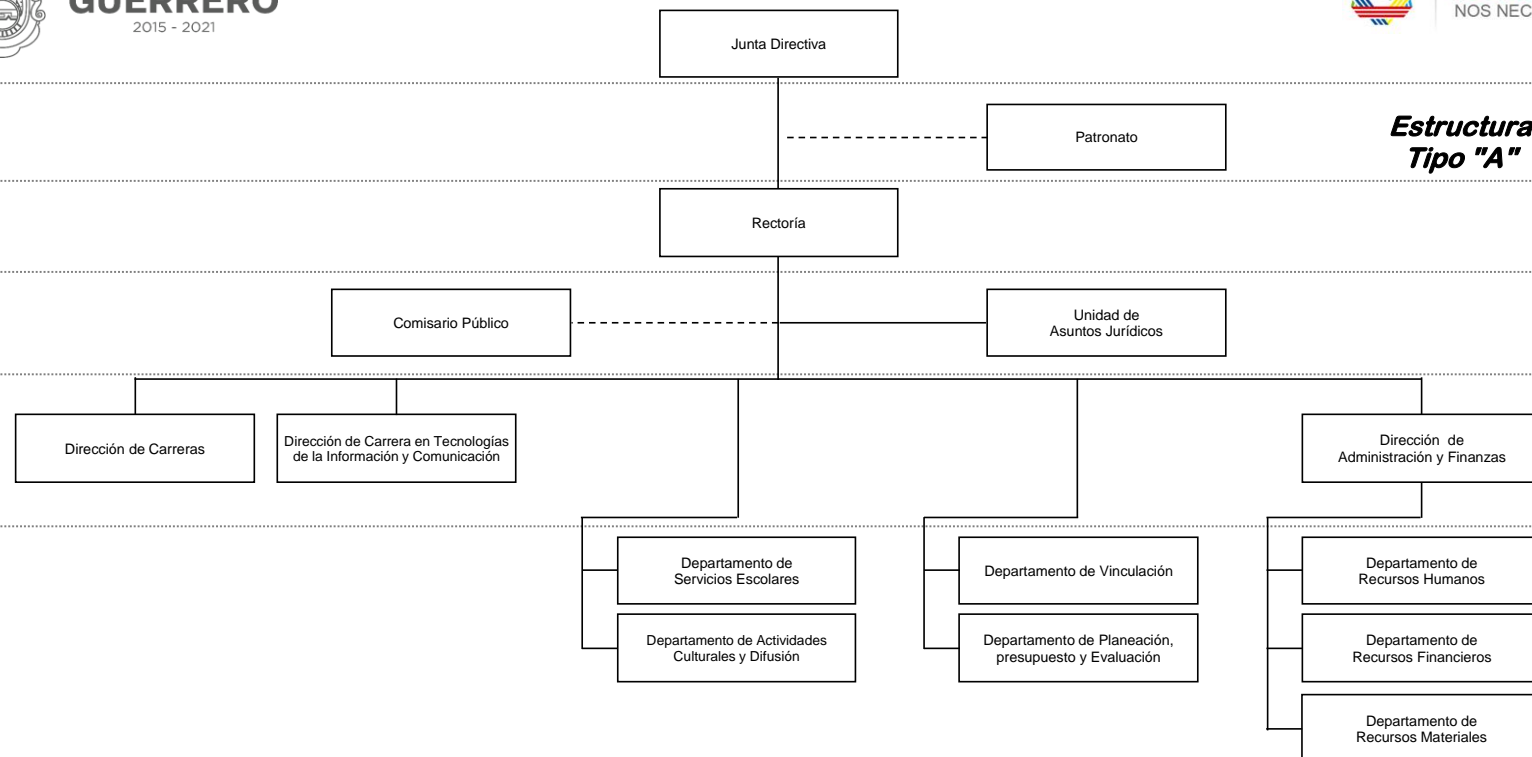 GUERRERO
2015 - 2021
NOS NEC
Junta Directiva
Patronato
Estructura
Tipo "A"
Rectoría
Comisario Público
Unidad de
Asuntos Jurídicos
Dirección de Carreras
Dirección de Carrera en Tecnologías
de la Información y Comunicación
Dirección de
Administración y Finanzas
Departamento de
Servicios Escolares
Departamento de Vinculación
Departamento de
Recursos Humanos
Departamento de Actividades
Culturales y Difusión
Departamento de Planeación,
presupuesto y Evaluación
Departamento de
Recursos Financieros
Departamento de
Recursos Materiales